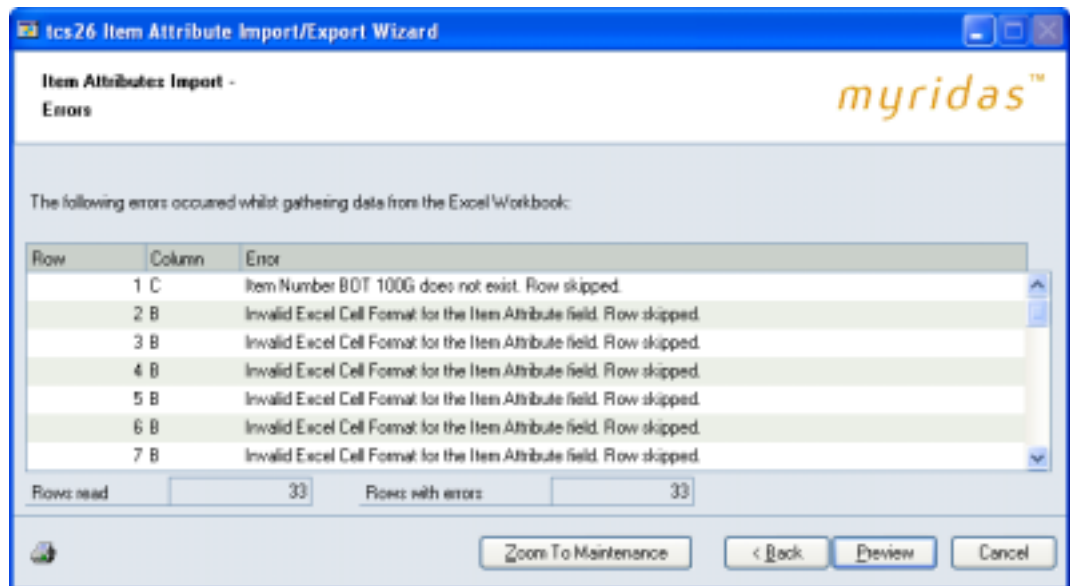 tcs26 Item Attribute Import/Export Wizard
Item Attributes Import -
Errors
myridas™
The following errors occurred whilst gathering data from the Excel Workbook:
Row Column Error
1 C Item Number BOT 100G does not exist. Row skipped.
2 B Invalid Excel Cell Format for the Item Attribute field. Row skipped.
3 B Invalid Excel Cell Format for the Item Attribute field. Row skipped.
4 B Invalid Excel Cell Format for the Item Attribute field. Row skipped.
5 B Invalid Excel Cell Format for the Item Attribute field. Row skipped.
6 B Invalid Excel Cell Format for the Item Attribute field. Row skipped.
7 B Invalid Excel Cell Format for the Item Attribute field. Row skipped.
Rows read 33 Rows with errors 33
Zoom To Maintenance < Back Preview Cancel